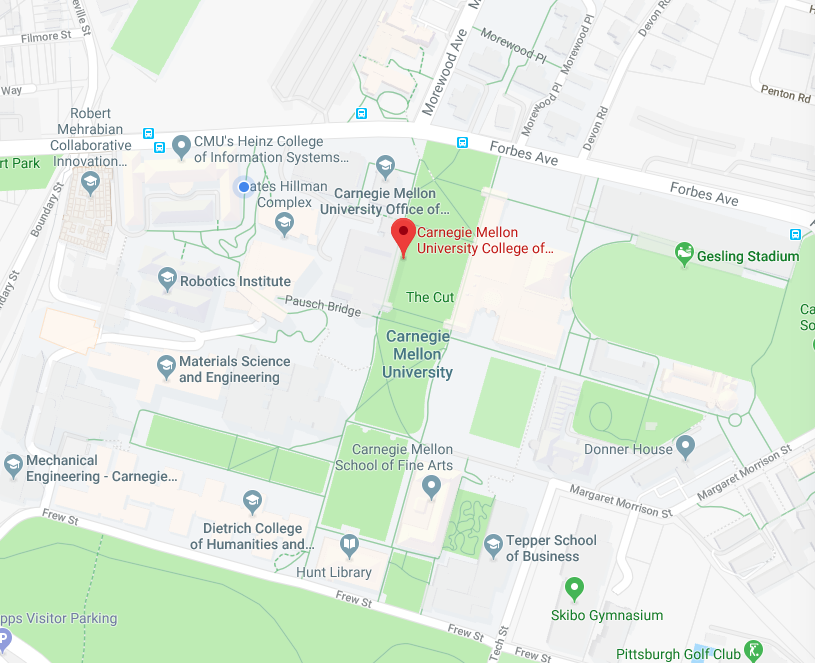 Filmore St
eville St
Way
Morewood Ave
Morewood Pl
Morewood Pl
Morewood Pl
Devon Rd
Devon Rd
Penton Rd
Robert
Mehrabian
Collaborative
Innovation...
CMU's Heinz College
of Information Systems...
rt Park
Boundary St
ndary St
Forbes Ave
Forbes Ave
ates Hillman
Complex
Carnegie Mellon
University Office of...
Carnegie Mellon
University College of...
Gesling Stadium
Robotics Institute
Pausch Bridge
The Cut
Ca
So
Carnegie
Mellon
University
Materials Science
and Engineering
Carnegie Mellon
School of Fine Arts
Donner House
Mechanical
Engineering - Carnegie...
Margaret Morrison St
Margaret Morrison St
Frew St
Dietrich College
of Humanities and...
Hunt Library
Tepper School
of Business
Skibo Gymnasium
Frew St
Frew St
Frew St
Tech St
pps Visitor Parking
P
Pittsburgh Golf Club